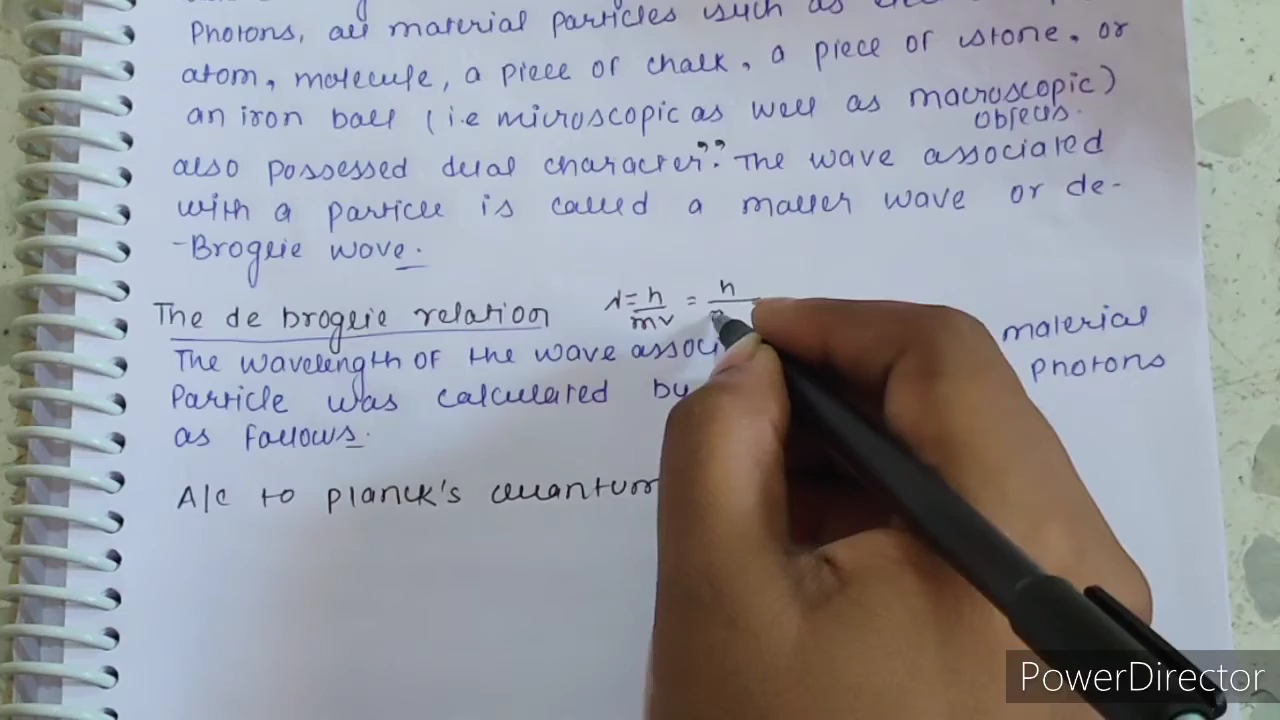 Photons, all material particles such as
atom, molecule, a piece of chalk, a piece of stone, or
an iron ball (i.e microscopic as well as macroscopic)
objects.
also possessed dual character". The wave associated
with a particle is called a matter wave or de-
-Broglie wave.
The de broglie relation λ=h/mv = h
The wavelength of the wave material
Particle was calculated by photons
as follows.
A/c to planck's quantum
PowerDirector